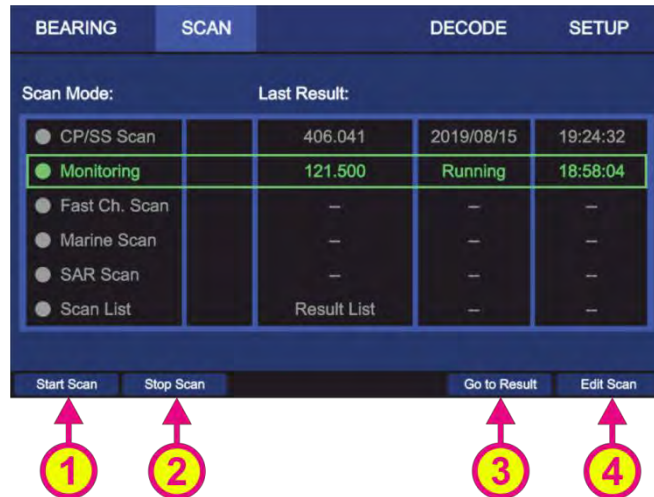 BEARING SCAN DECODE SETUP
Scan Mode: Last Result:
CP/SS Scan 406.041 2019/08/15 19:24:32
Monitoring 121.500 Running 18:58:04
Fast Ch. Scan – – –
Marine Scan – – –
SAR Scan – – –
Scan List Result List – –
Start Scan Stop Scan Go to Result Edit Scan
1 2 3 4